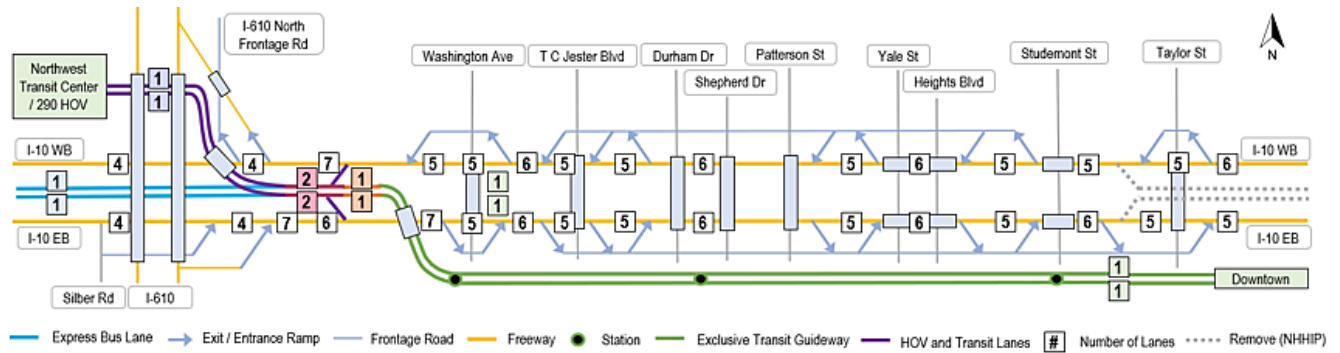 I-610 North
Frontage Rd
Washington Ave
T C Jester Blvd
Durham Dr
Patterson St
Yale St
Studemont St
Taylor St
N
Shepherd Dr
Heights Blvd
Northwest
Transit Center
/ 290 HOV
1
1
I-10 WB
4
4
7
5
5
6
5
5
6
5
6
5
5
5
6
I-10 WB
1
1
2
2
1
1
1
1
I-10 EB
4
4
7
6
7
5
6
5
5
6
5
6
5
6
5
5
I-10 EB
Silber Rd
I-610
1
1
Downtown
Express Bus Lane
Exit / Entrance Ramp
Frontage Road
Freeway
Station
Exclusive Transit Guideway
HOV and Transit Lanes
# Number of Lanes
Remove (NHHIP)